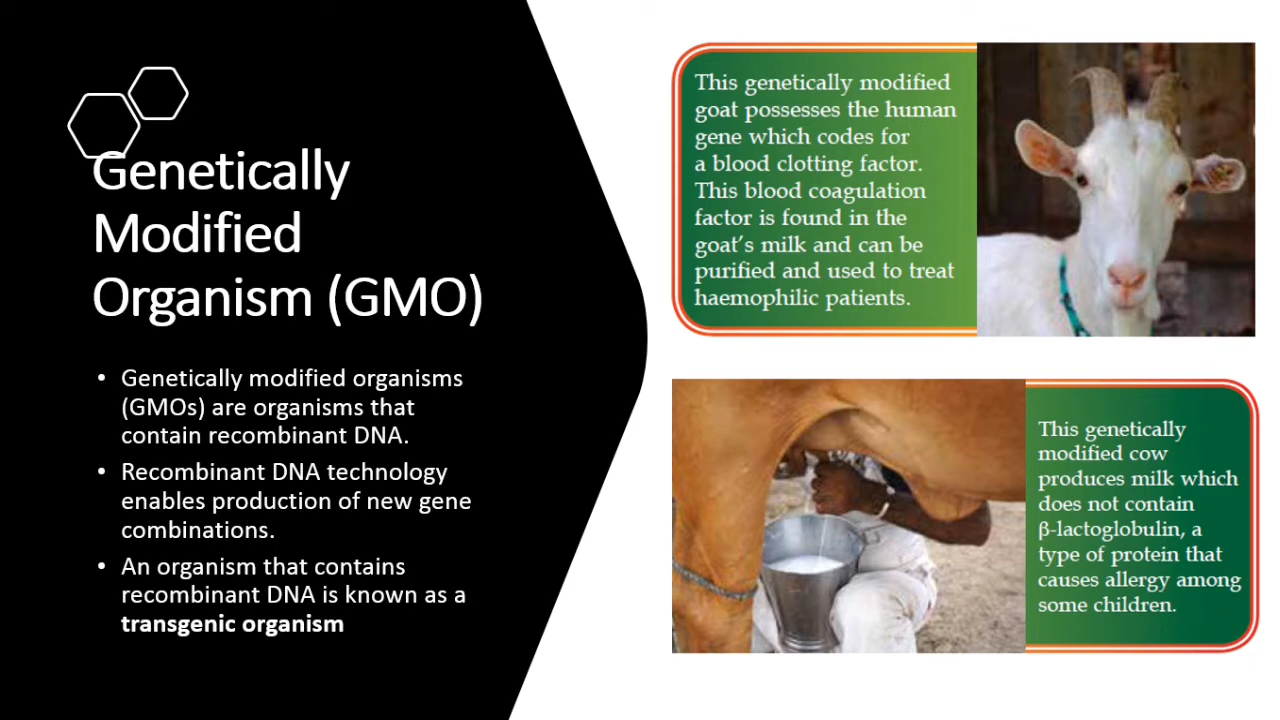 Genetically
Modified
Organism (GMO)
• Genetically modified organisms
(GMOs) are organisms that
contain recombinant DNA.
• Recombinant DNA technology
enables production of new gene
combinations.
• An organism that contains
recombinant DNA is known as a
transgenic organism
This genetically modified
goat possesses the human
gene which codes for
a blood clotting factor.
This blood coagulation
factor is found in the
goat’s milk and can be
purified and used to treat
haemophilic patients.
This genetically
modified cow
produces milk which
does not contain
β-lactoglobulin, a
type of protein that
causes allergy among
some children.